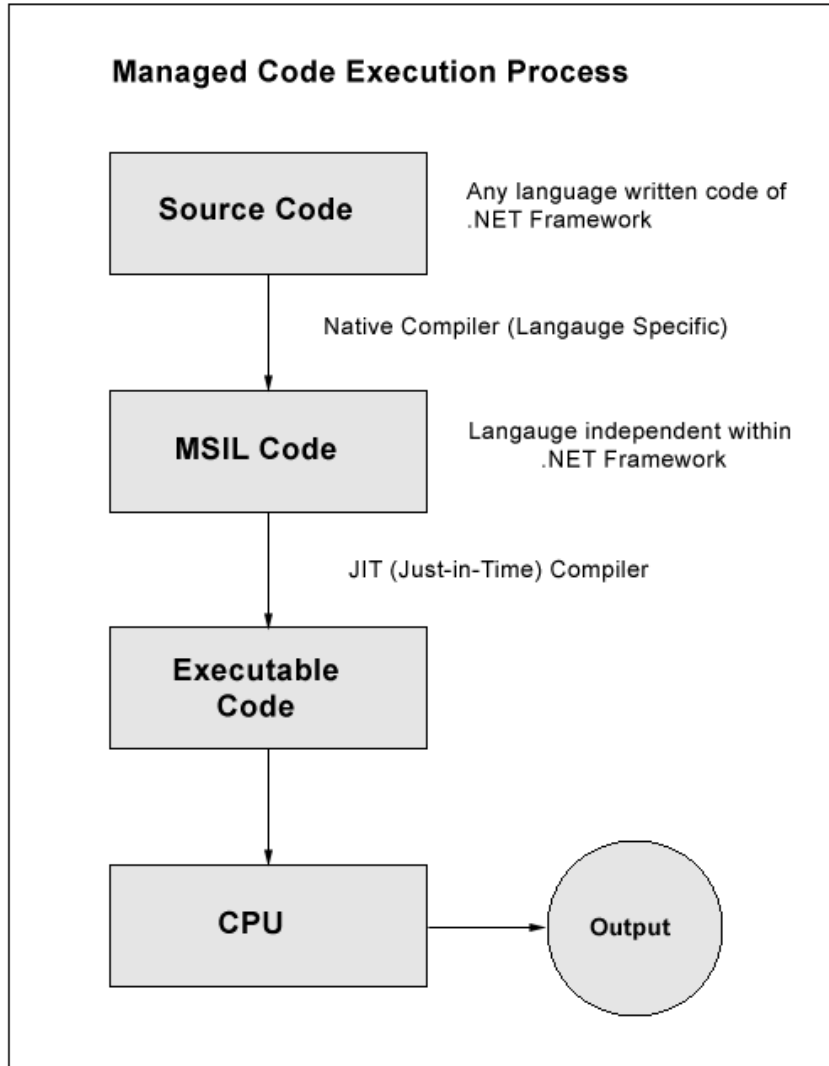 Managed Code Execution Process
Source Code
Any language written code of
.NET Framework
Native Compiler (Langauge Specific)
MSIL Code
Langauge independent within
.NET Framework
JIT (Just-in-Time) Compiler
Executable
Code
CPU
Output